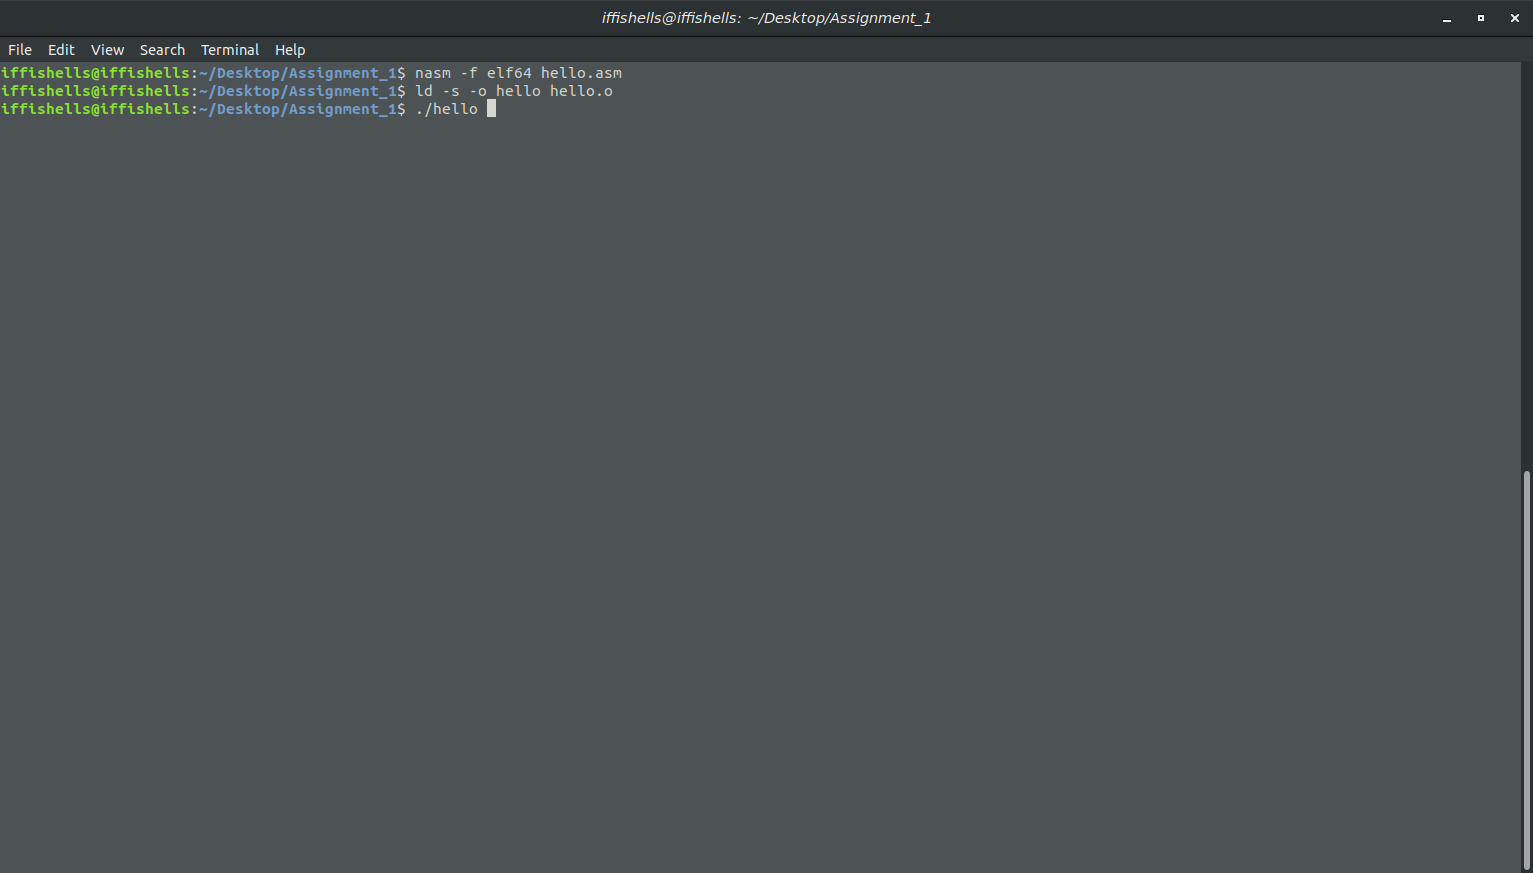 iffishells@iffishells: ~/Desktop/Assignment_1
File Edit View Search Terminal Help
iffishells@iffishells:~/Desktop/Assignment_1$ nasm -f elf64 hello.asm
iffishells@iffishells:~/Desktop/Assignment_1$ ld -s -o hello hello.o
iffishells@iffishells:~/Desktop/Assignment_1$ ./hello